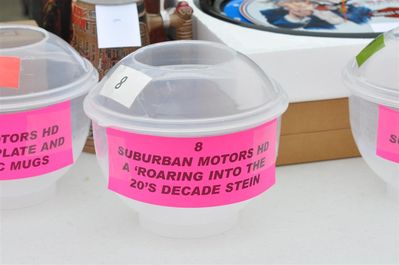 8
8
SUBURBAN MOTORS HD
A 'ROARING INTO THE
20'S DECADE STEIN
TORS HD
PLATE AND
C MUGS